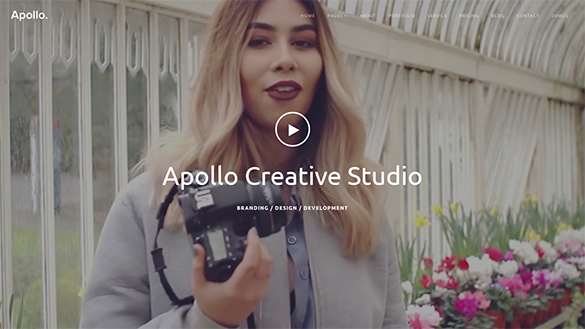 Apollo.
HOME PAGES ABOUT PORTFOLIO SERVICE PRICING BLOG CONTACT DEMOS
Apollo Creative Studio
BRANDING / DESIGN / DEVELOPMENT